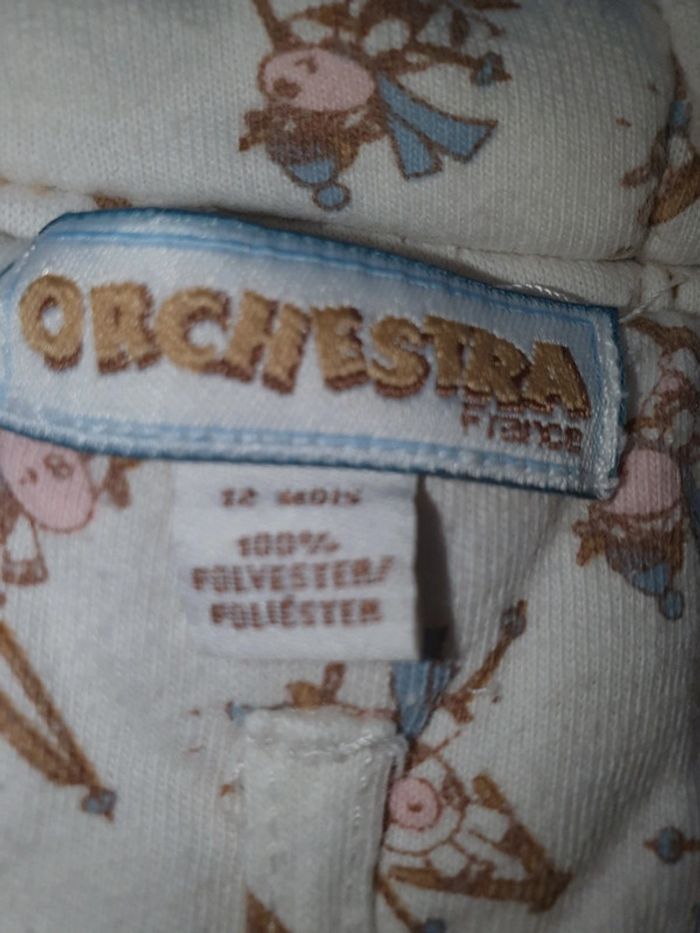 ORCHESTRA
France
12 MOIS
100%
POLYESTER/
POLIÉSTER